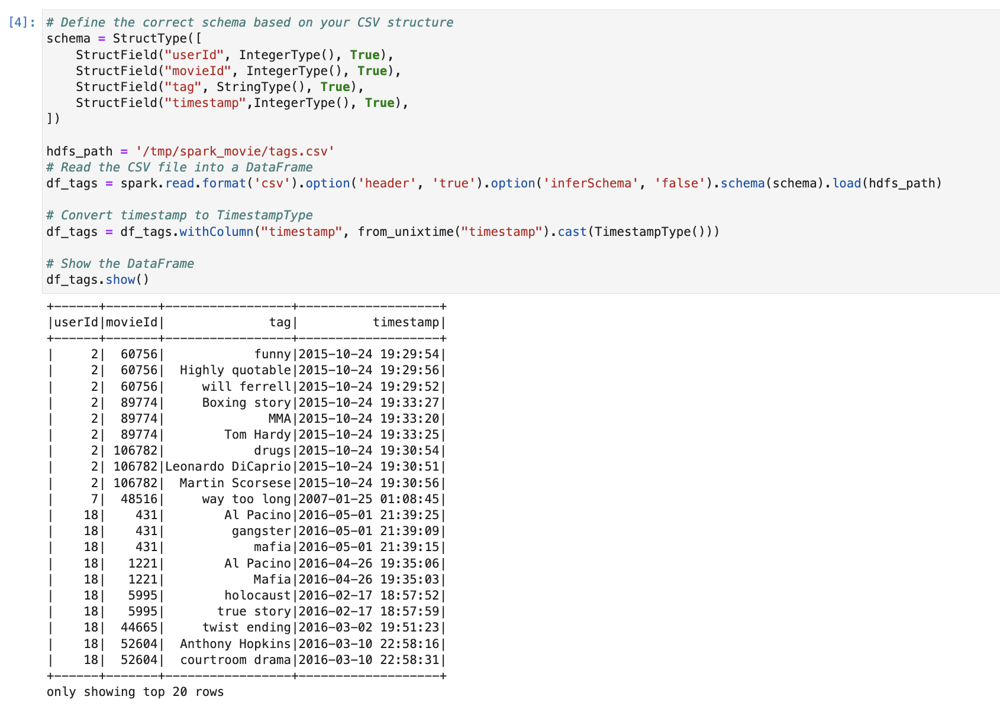 [4]: # Define the correct schema based on your CSV structure
schema = StructType([
    StructField("userId", IntegerType(), True),
    StructField("movieId", IntegerType(), True),
    StructField("tag", StringType(), True),
    StructField("timestamp",IntegerType(), True),
])

hdfs_path = '/tmp/spark_movie/tags.csv'
# Read the CSV file into a DataFrame
df_tags = spark.read.format('csv').option('header', 'true').option('inferSchema', 'false').schema(schema).load(hdfs_path)

# Convert timestamp to TimestampType
df_tags = df_tags.withColumn("timestamp", from_unixtime("timestamp").cast(TimestampType()))

# Show the DataFrame
df_tags.show()

+------+-------+-----------------+-------------------+
|userId|movieId|              tag|          timestamp|
+------+-------+-----------------+-------------------+
|     2|  60756|            funny|2015-10-24 19:29:54|
|     2|  60756|  Highly quotable|2015-10-24 19:29:56|
|     2|  60756|     will ferrell|2015-10-24 19:29:52|
|     2|  89774|     Boxing story|2015-10-24 19:33:27|
|     2|  89774|              MMA|2015-10-24 19:33:20|
|     2|  89774|        Tom Hardy|2015-10-24 19:33:25|
|     2| 106782|            drugs|2015-10-24 19:30:54|
|     2| 106782|Leonardo DiCaprio|2015-10-24 19:30:51|
|     2| 106782|  Martin Scorsese|2015-10-24 19:30:56|
|     7|  48516|     way too long|2007-01-25 01:08:45|
|    18|    431|        Al Pacino|2016-05-01 21:39:25|
|    18|    431|         gangster|2016-05-01 21:39:09|
|    18|    431|            mafia|2016-05-01 21:39:15|
|    18|   1221|        Al Pacino|2016-04-26 19:35:06|
|    18|   1221|            Mafia|2016-04-26 19:35:03|
|    18|   5995|        holocaust|2016-02-17 18:57:52|
|    18|   5995|       true story|2016-02-17 18:57:59|
|    18|  44665|     twist ending|2016-03-02 19:51:23|
|    18|  52604|  Anthony Hopkins|2016-03-10 22:58:16|
|    18|  52604|  courtroom drama|2016-03-10 22:58:31|
+------+-------+-----------------+-------------------+
only showing top 20 rows